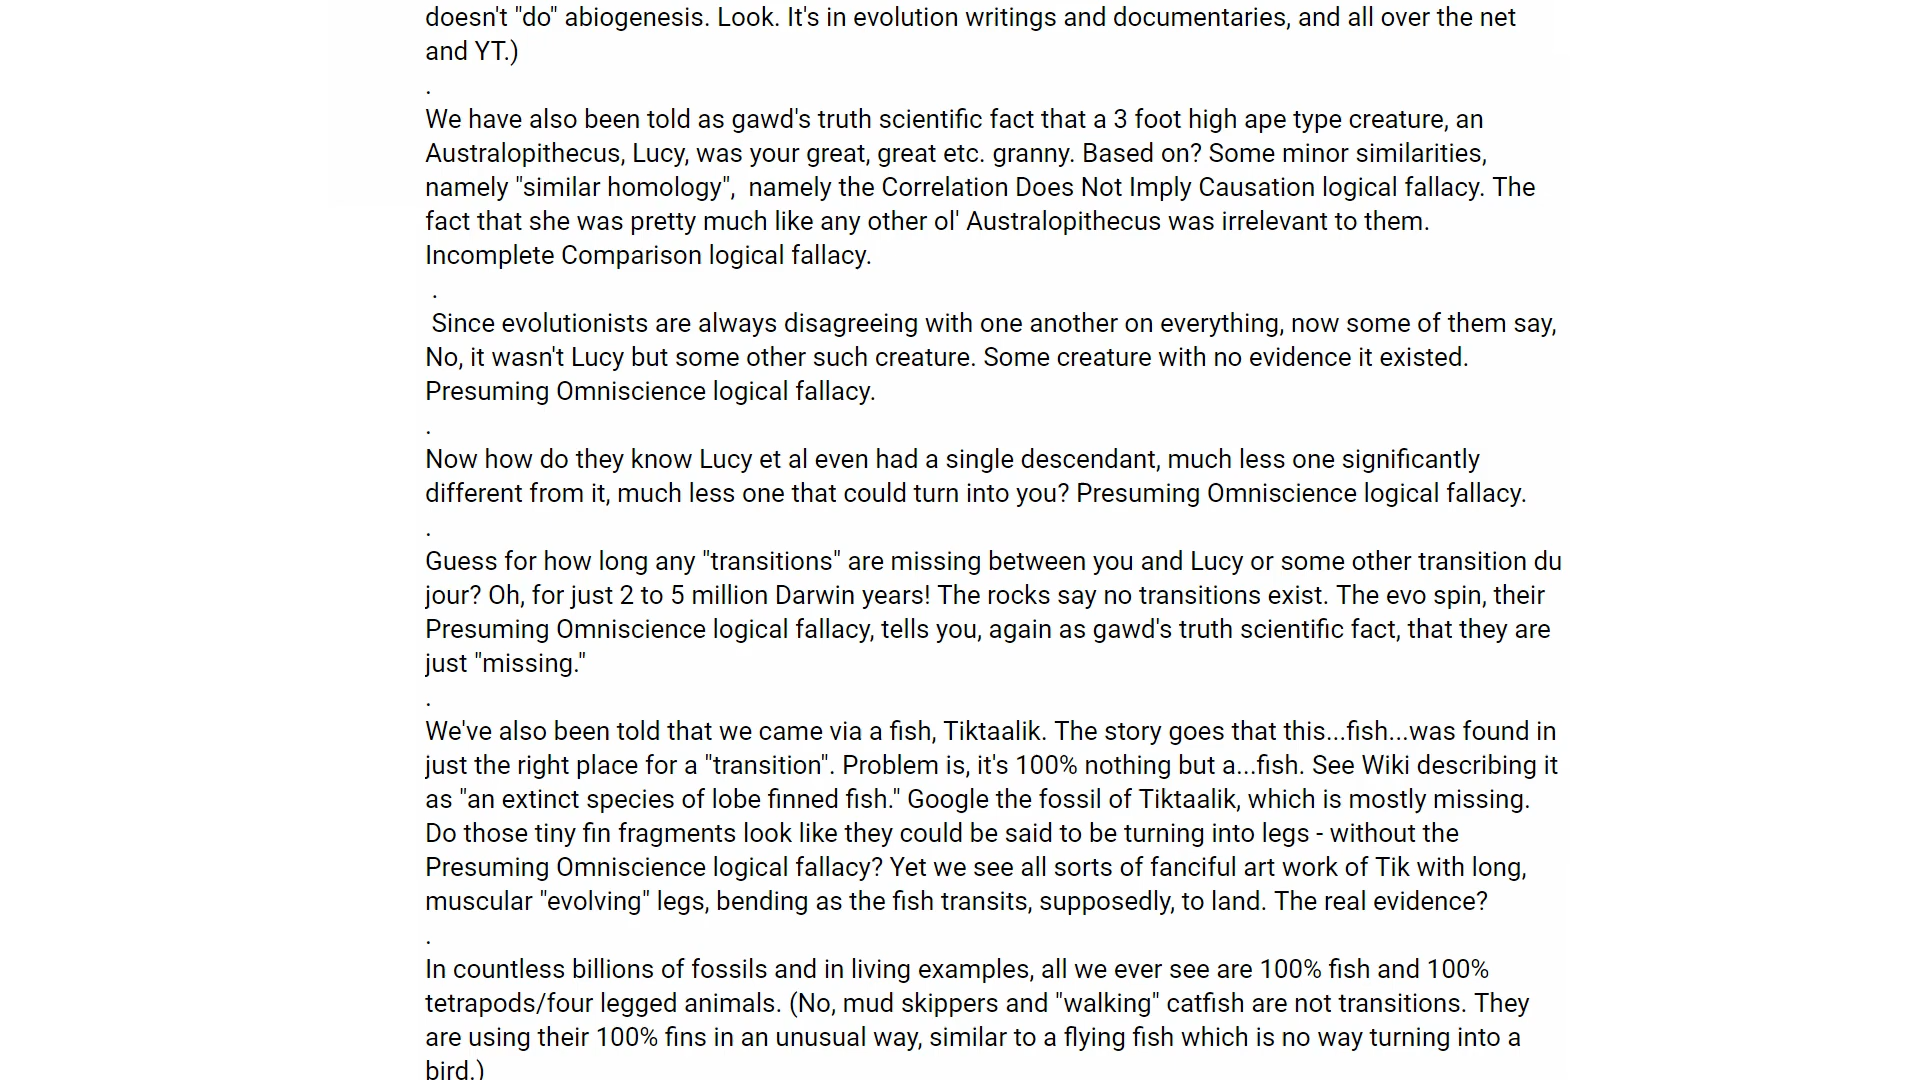 doesn't "do" abiogenesis. Look. It's in evolution writings and documentaries, and all over the net
and YT.)
.
We have also been told as gawd's truth scientific fact that a 3 foot high ape type creature, an
Australopithecus, Lucy, was your great, great etc. granny. Based on? Some minor similarities,
namely "similar homology",  namely the Correlation Does Not Imply Causation logical fallacy. The
fact that she was pretty much like any other ol' Australopithecus was irrelevant to them.
Incomplete Comparison logical fallacy.
.
Since evolutionists are always disagreeing with one another on everything, now some of them say,
No, it wasn't Lucy but some other such creature. Some creature with no evidence it existed.
Presuming Omniscience logical fallacy.
.
Now how do they know Lucy et al even had a single descendant, much less one significantly
different from it, much less one that could turn into you? Presuming Omniscience logical fallacy.
.
Guess for how long any "transitions" are missing between you and Lucy or some other transition du
jour? Oh, for just 2 to 5 million Darwin years! The rocks say no transitions exist. The evo spin, their
Presuming Omniscience logical fallacy, tells you, again as gawd's truth scientific fact, that they are
just "missing."
.
We've also been told that we came via a fish, Tiktaalik. The story goes that this...fish...was found in
just the right place for a "transition". Problem is, it's 100% nothing but a...fish. See Wiki describing it
as "an extinct species of lobe finned fish." Google the fossil of Tiktaalik, which is mostly missing.
Do those tiny fin fragments look like they could be said to be turning into legs - without the
Presuming Omniscience logical fallacy? Yet we see all sorts of fanciful art work of Tik with long,
muscular "evolving" legs, bending as the fish transits, supposedly, to land. The real evidence?
.
In countless billions of fossils and in living examples, all we ever see are 100% fish and 100%
tetrapods/four legged animals. (No, mud skippers and "walking" catfish are not transitions. They
are using their 100% fins in an unusual way, similar to a flying fish which is no way turning into a
bird.)